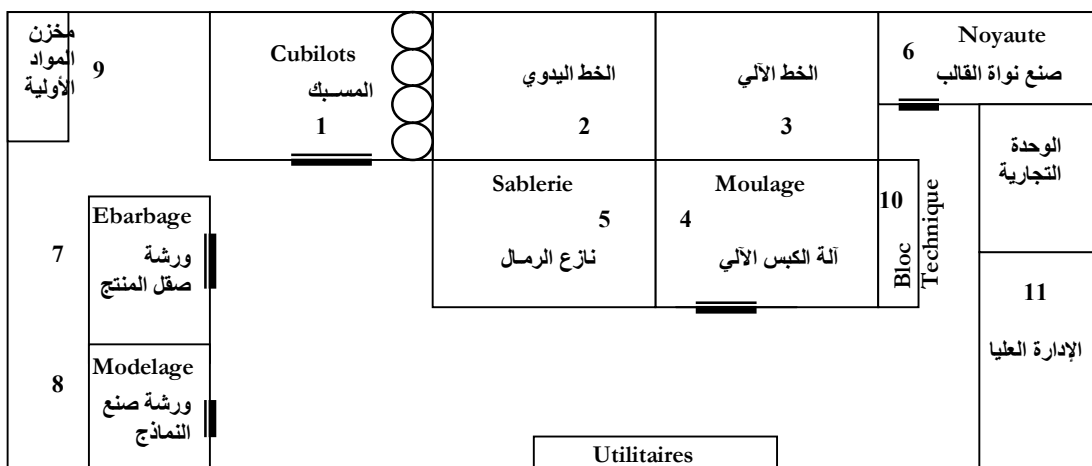 مخزن
المواد
الأولية
9
Cubilots
المســبك
1
الخط اليدوي
2
الخط الآلي
3
6
Noyaute
صنع نواة القالب
الوحدة
التجارية
Sablerie
5
نازع الرمـال
Moulage
4
آلة الكبس الآلي
10
Bloc
Technique
11
الإدارة العليا
7
Ebarbage
ورشة
صقل المنتج
8
Modelage
ورشة صنع
النماذج
Utilitaires